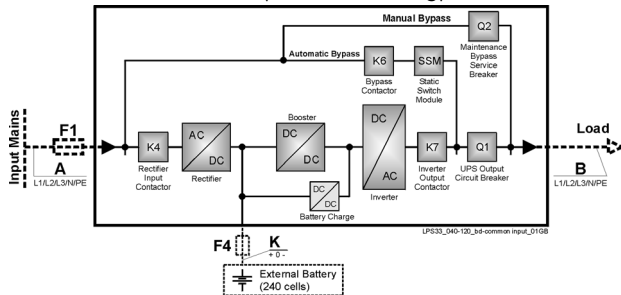 Manual Bypass
Q2
Maintenance
Bypass
Service
Breaker
Automatic Bypass
K6
SSM
Bypass
Contactor
Static
Switch
Module
Input Mains
F1
A
L1/L2/L3/N/PE
K4
Rectifier
Input
Contactor
AC
DC
Rectifier
Booster
DC
DC
DC
DC
Battery Charge
DC
AC
Inverter
K7
Inverter
Output
Contactor
Q1
UPS Output
Circuit Breaker
Load
B
L1/L2/L3/N/PE
LPS33_040-120_bd-common input_01GB
F4
K
+ 0 -
External Battery
(240 cells)